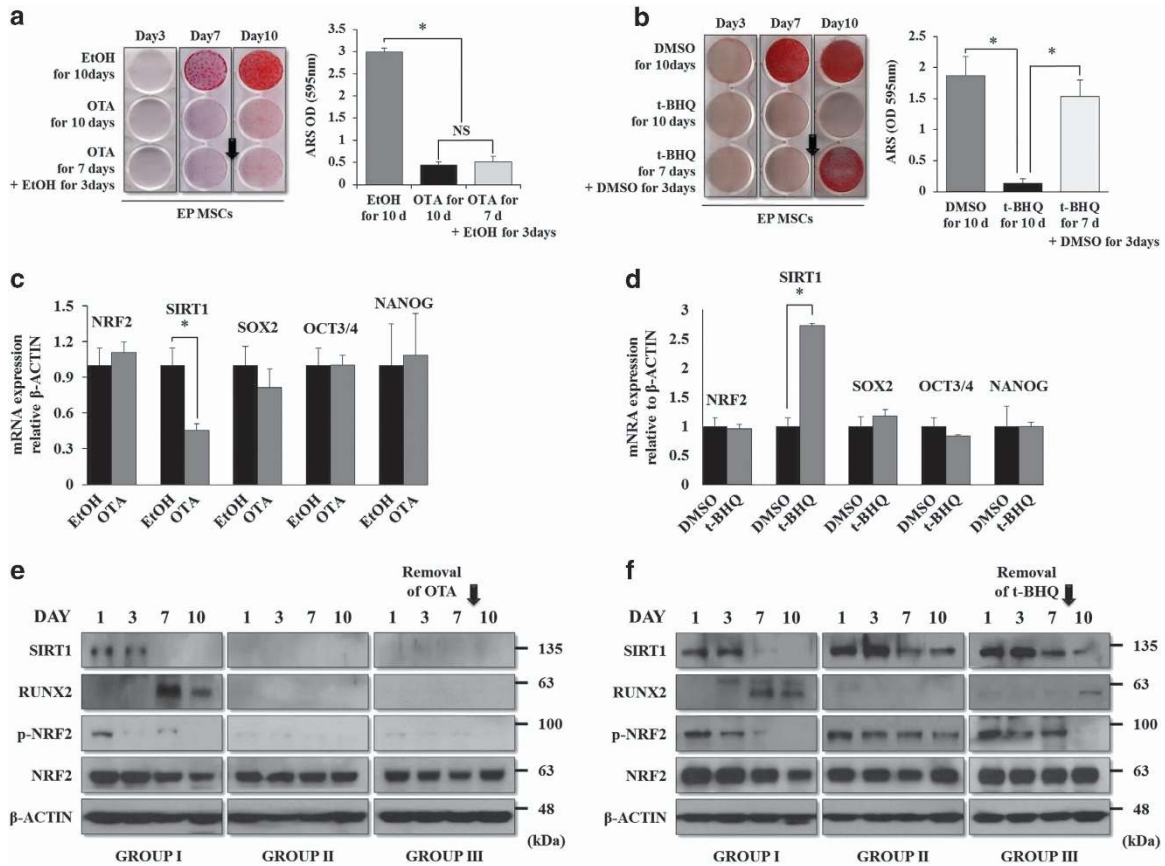 a
Day3 Day7 Day10
EtOH
for 10days
OTA
for 10 days
OTA
for 7 days
+ EtOH for 3days
EP MSCs
ARS OD (595nm)
3.5
3
2.5
2
1.5
1
0.5
0
*
NS
EtOH
for 10 d
OTA for
10 d
OTA for
7 d
+ EtOH for 3days
b
Day3 Day7 Day10
DMSO
for 10days
t-BHQ
for 10 days
t-BHQ
for 7 days
+ DMSO for 3days
EP MSCs
ARS (OD 595nm)
2.5
2
1.5
1
0.5
0
* *
DMSO
for 10 d
t-BHQ
for 10 d
t-BHQ
for 7 d
+ DMSO for 3days
c
mRNA expression
relative β-ACTIN
1.5
1.2
0.9
0.6
0.3
0
NRF2 SIRT1 SOX2 OCT3/4 NANOG
*
EtOH OTA EtOH OTA EtOH OTA EtOH OTA EtOH OTA
d
mNRA expression
relative to β-ACTIN
3
2.5
2
1.5
1
0.5
0
NRF2 SIRT1 SOX2 OCT3/4 NANOG
*
DMSO t-BHQ DMSO t-BHQ DMSO t-BHQ DMSO t-BHQ DMSO t-BHQ
e
Removal
of OTA
DAY 1 3 7 10 1 3 7 10 1 3 7 10
SIRT1 135
RUNX2 63
p-NRF2 100
NRF2 63
β-ACTIN 48
(kDa)
GROUP I GROUP II GROUP III
f
Removal
of t-BHQ
DAY 1 3 7 10 1 3 7 10 1 3 7 10
SIRT1 135
RUNX2 63
p-NRF2 100
NRF2 63
β-ACTIN 48
(kDa)
GROUP I GROUP II GROUP III